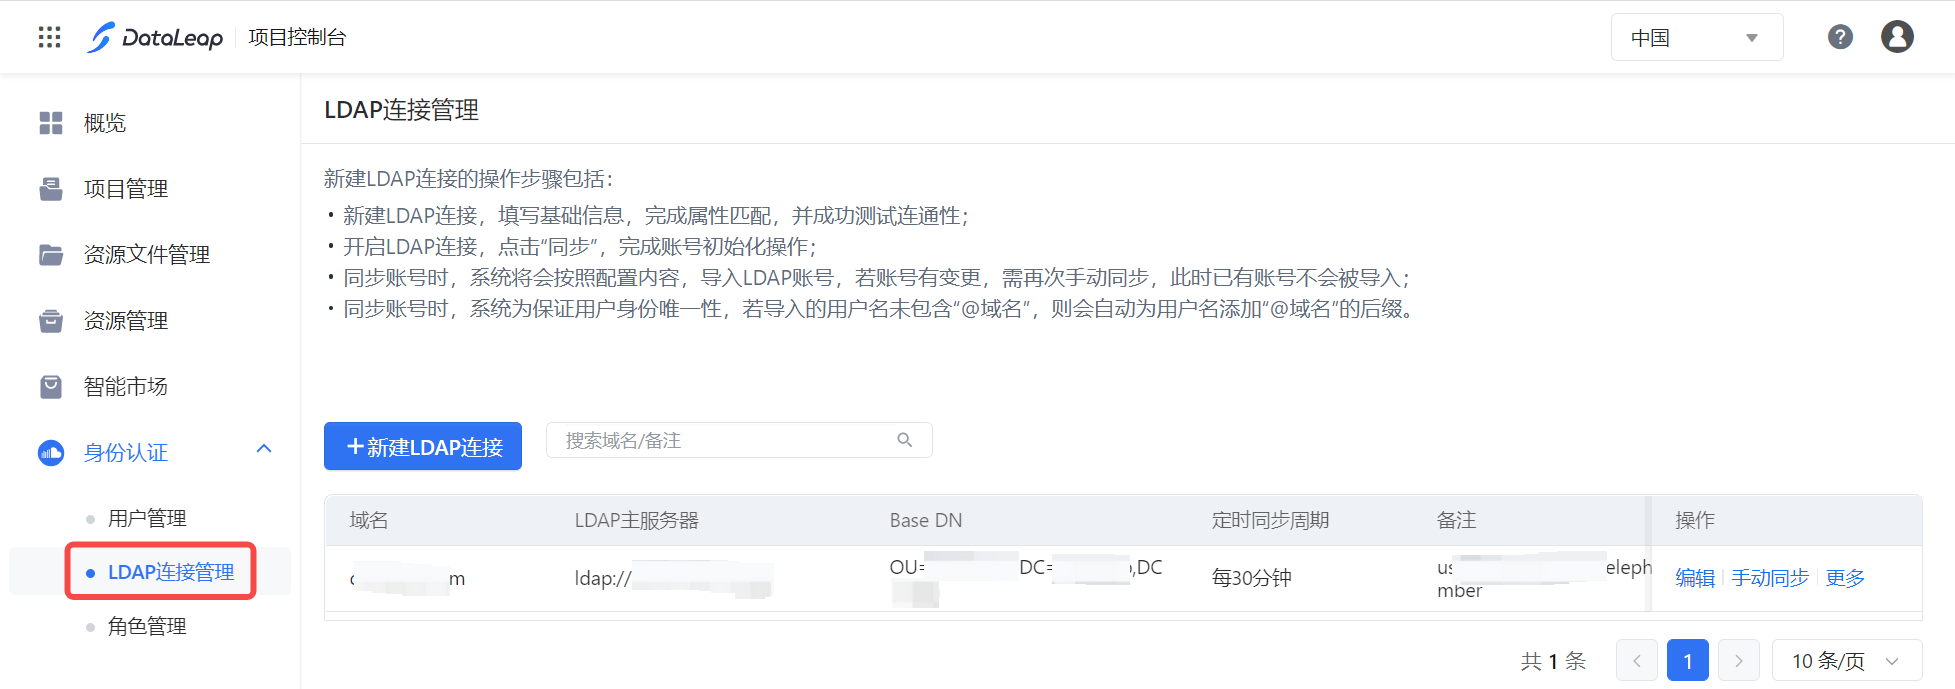 DataLeap 项目控制台
中国
概览
项目管理
资源文件管理
资源管理
智能市场
身份认证
用户管理
LDAP连接管理
角色管理
LDAP连接管理
新建LDAP连接的操作步骤包括：
• 新建LDAP连接，填写基础信息，完成属性匹配，并成功测试连通性；
• 开启LDAP连接，点击“同步”，完成账号初始化操作；
• 同步账号时，系统将会按照配置内容，导入LDAP账号，若账号有变更，需再次手动同步，此时已有账号不会被导入；
• 同步账号时，系统为保证用户身份唯一性，若导入的用户名未包含“@域名”，则会自动为用户名添加“@域名”的后缀。
+新建LDAP连接
搜索域名/备注
域名 LDAP主服务器 Base DN 定时同步周期 备注 操作
m ldap:// OU= DC= ,DC 每30分钟 us eleph
mber
编辑 手动同步 更多
共 1 条 1 10 条/页